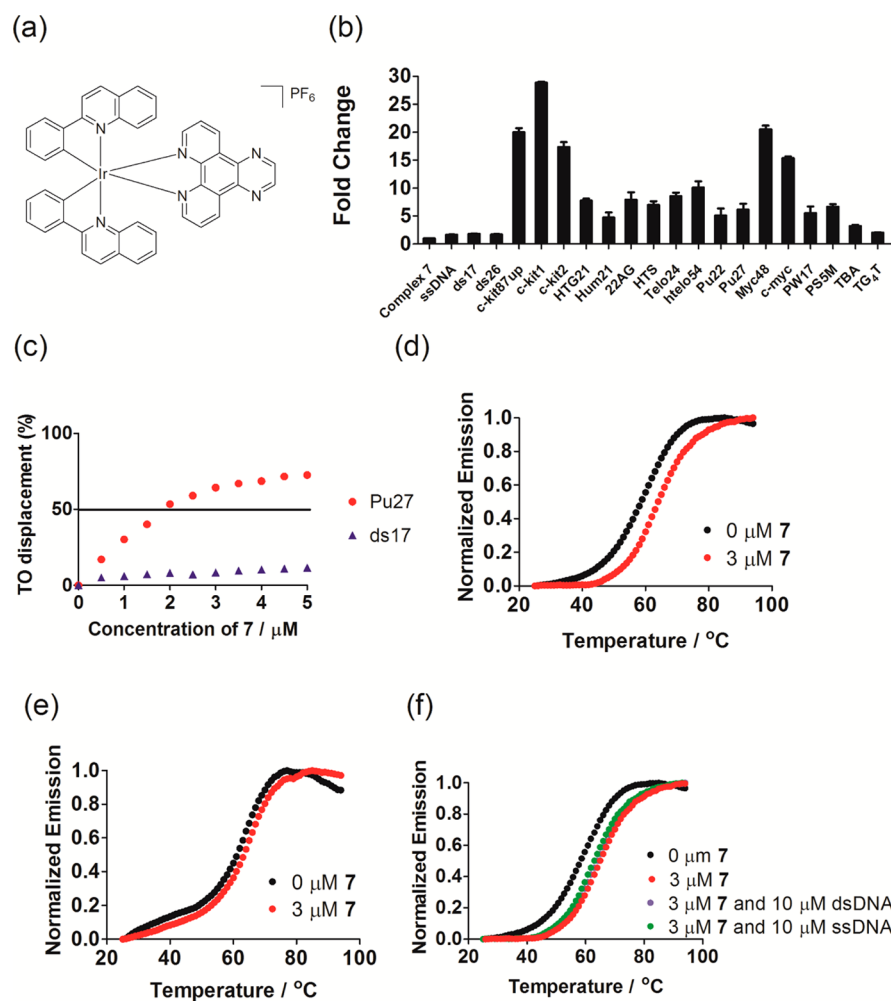 (a)
N
Ir
N
N
N
N
N
PF6
(b)
Fold Change
30
25
20
15
10
5
0
Complex 7
ssDNA
ds17
ds26
c-kit87up
c-kit1
c-kit2
HTG21
Hum21
22AG
HTS
Telo24
htelo54
Pu22
Pu27
Myc48
c-myc
PW17
PS5M
TBA
TG4T
(c)
TO displacement (%)
100
50
0
0 1 2 3 4 5
Concentration of 7 / μM
Pu27
ds17
(d)
Normalized Emission
1.0
0.8
0.6
0.4
0.2
0.0
20 40 60 80 100
Temperature / °C
0 μM 7
3 μM 7
(e)
Normalized Emission
1.0
0.8
0.6
0.4
0.2
0.0
20 40 60 80 100
Temperature / °C
0 μM 7
3 μM 7
(f)
Normalized Emission
1.0
0.8
0.6
0.4
0.2
0.0
20 40 60 80 100
Temperature / °C
0 μm 7
3 μM 7
3 μM 7 and 10 μM dsDNA
3 μM 7 and 10 μM ssDNA